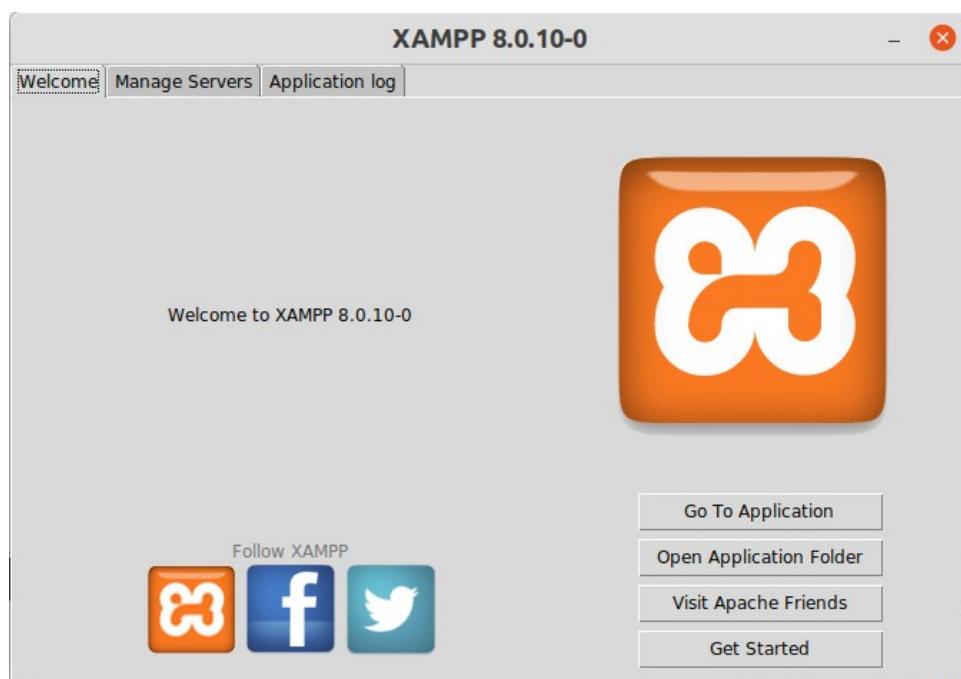 XAMPP 8.0.10-0
Welcome Manage Servers Application log
Welcome to XAMPP 8.0.10-0
Go To Application
Follow XAMPP
Open Application Folder
Visit Apache Friends
Get Started